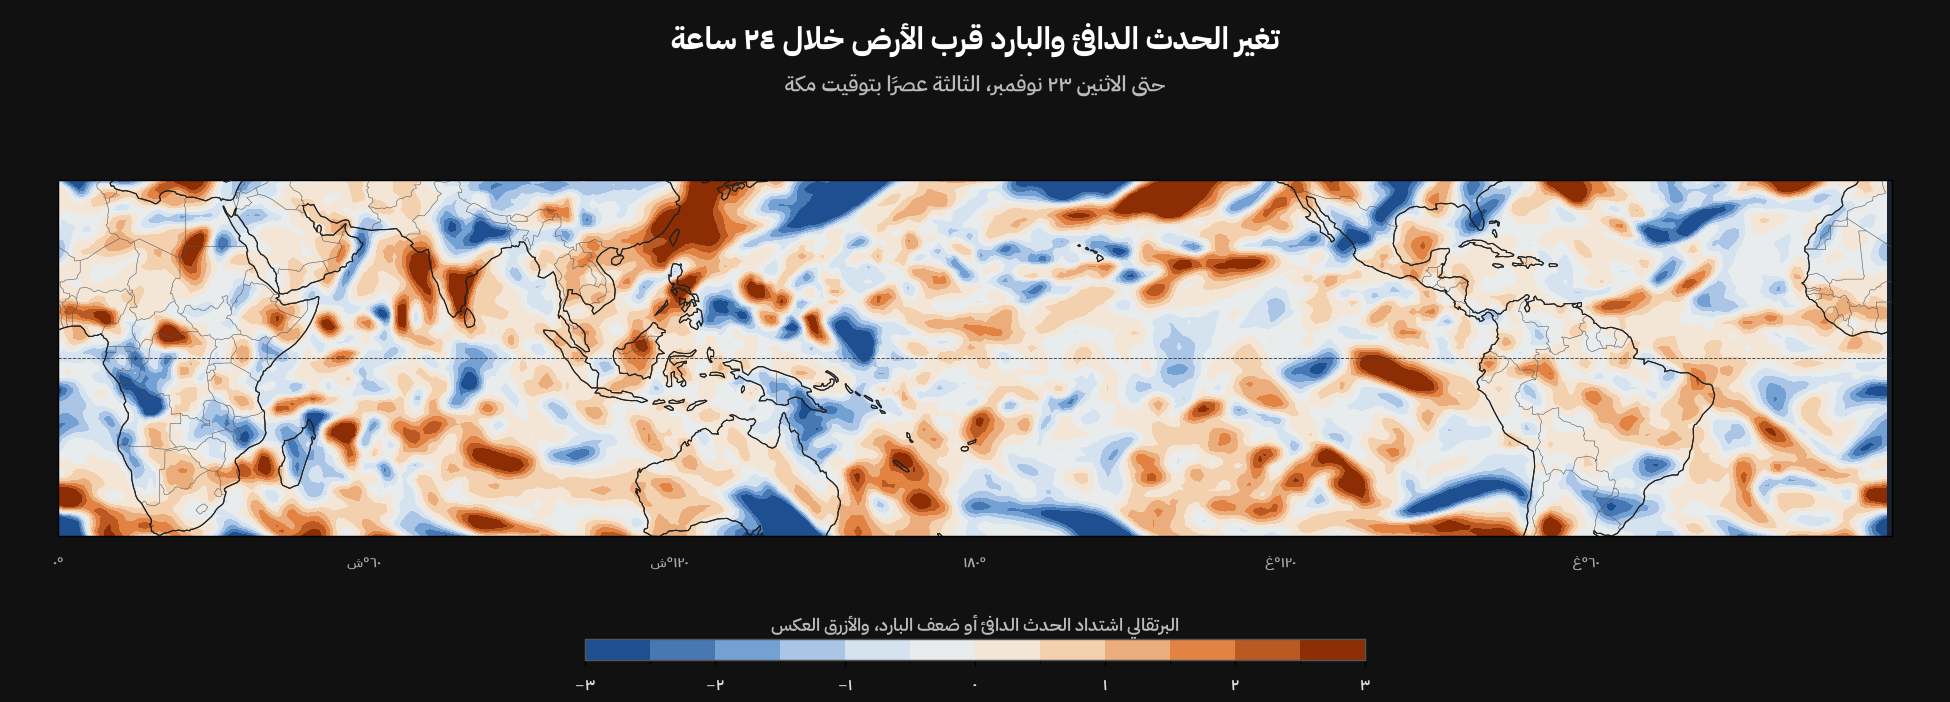 تغير الحدث الدافئ والبارد قرب الأرض خلال ٢٤ ساعة
حتى الاثنين ٢٣ نوفمبر، الثالثة عصرًا بتوقيت مكة
٠° ٦٠°ش ١٢٠°ش ١٨٠° ١٢٠°غ ٦٠°غ
البرتقالي اشتداد الحدث الدافئ أو ضعف البارد، والأزرق العكس
−٣ −٢ −١ ٠ ١ ٢ ٣